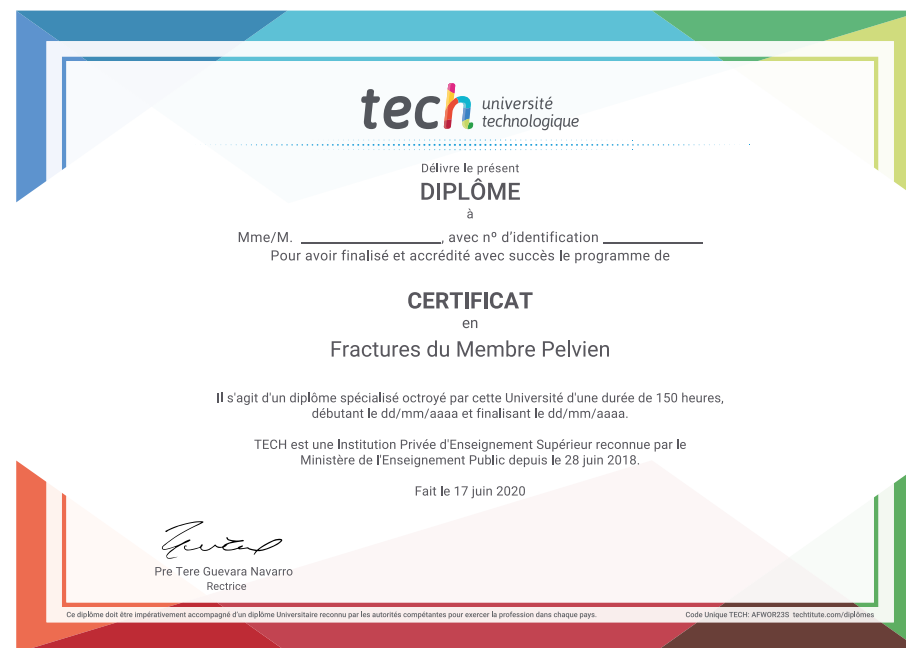 tech université
technologique
Délivre le présent
DIPLÔME
à
Mme/M. ____________, avec nº d'identification ____________
Pour avoir finalisé et accrédité avec succès le programme de
CERTIFICAT
en
Fractures du Membre Pelvien
Il s'agit d'un diplôme spécialisé octroyé par cette Université d'une durée de 150 heures,
débutant le dd/mm/aaaa et finalisant le dd/mm/aaaa.
TECH est une Institution Privée d'Enseignement Supérieur reconnue par le
Ministère de l'Enseignement Public depuis le 28 juin 2018.
Fait le 17 juin 2020
Pre Tere Guevara Navarro
Rectrice
Ce diplôme doit être impérativement accompagné d'un diplôme Universitaire reconnu par les autorités compétantes pour exercer la profession dans chaque pays.
Code Unique TECH: AFWOR23S techtitute.com/diplômes